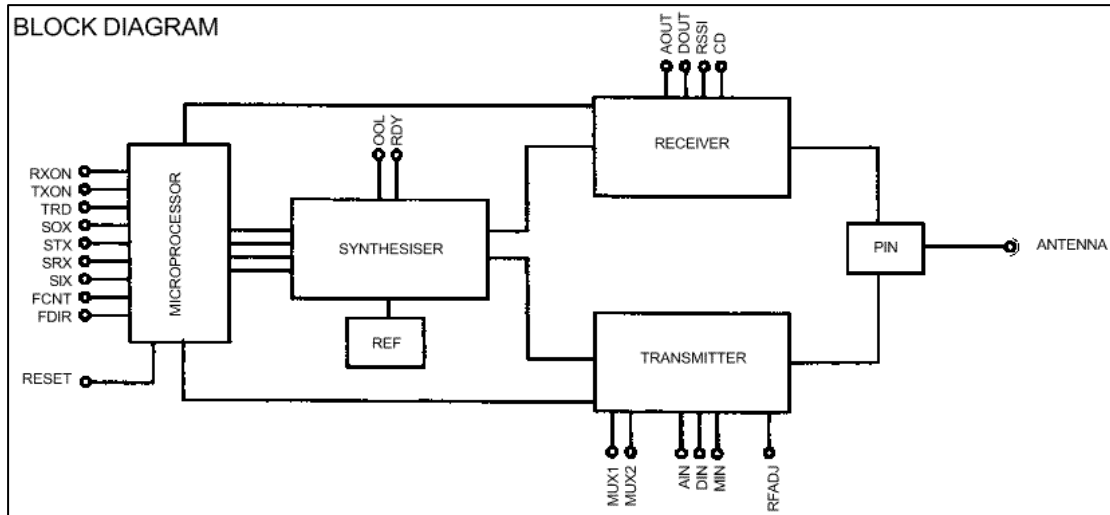 BLOCK DIAGRAM
AOUT
DOUT
RSSI
CD
OOL
RDY
RXON
TXON
TRD
SOX
STX
SRX
SIX
FCNT
FDIR
RESET
MICROPROCESSOR
SYNTHESISER
REF
RECEIVER
PIN
ANTENNA
TRANSMITTER
MUX1
MUX2
AIN
DIN
MIN
RFADJ